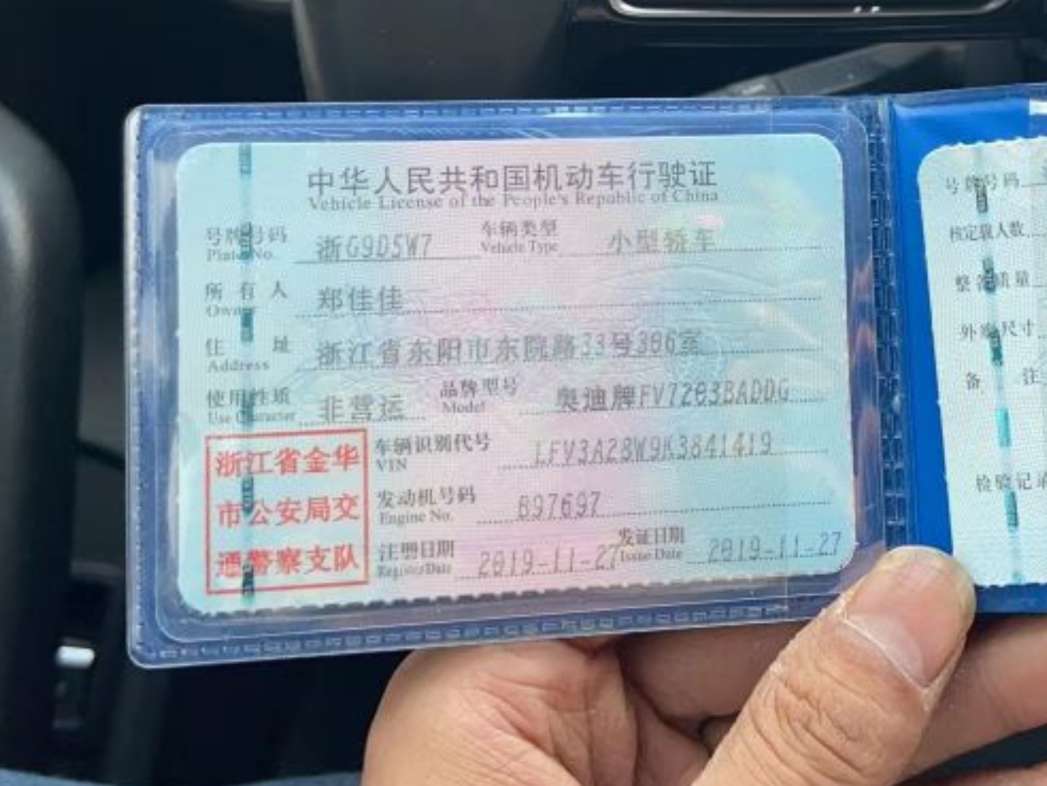 中华人民共和国机动车行驶证
Vehicle License of the People's Republic of China
号牌号码 浙G9D5W7 车辆类型 小型轿车
Plate No. Vehicle Type
所有人 郑佳佳
Owner
住址 浙江省东阳市东院路33号306室
Address
使用性质 非营运 品牌型号 奥迪牌FV7203BADDG
Use Character Model
浙江省金华
市公安局交
通警察支队
车辆识别代号 LFV3A28W9K3841419
VIN
发动机号码 B97697
Engine No.
注册日期 2019-11-27 发证日期 2019-11-27
Register Date Issue Date
号牌号码
核定载人数
整备质量
外廓尺寸
备注
检验记录